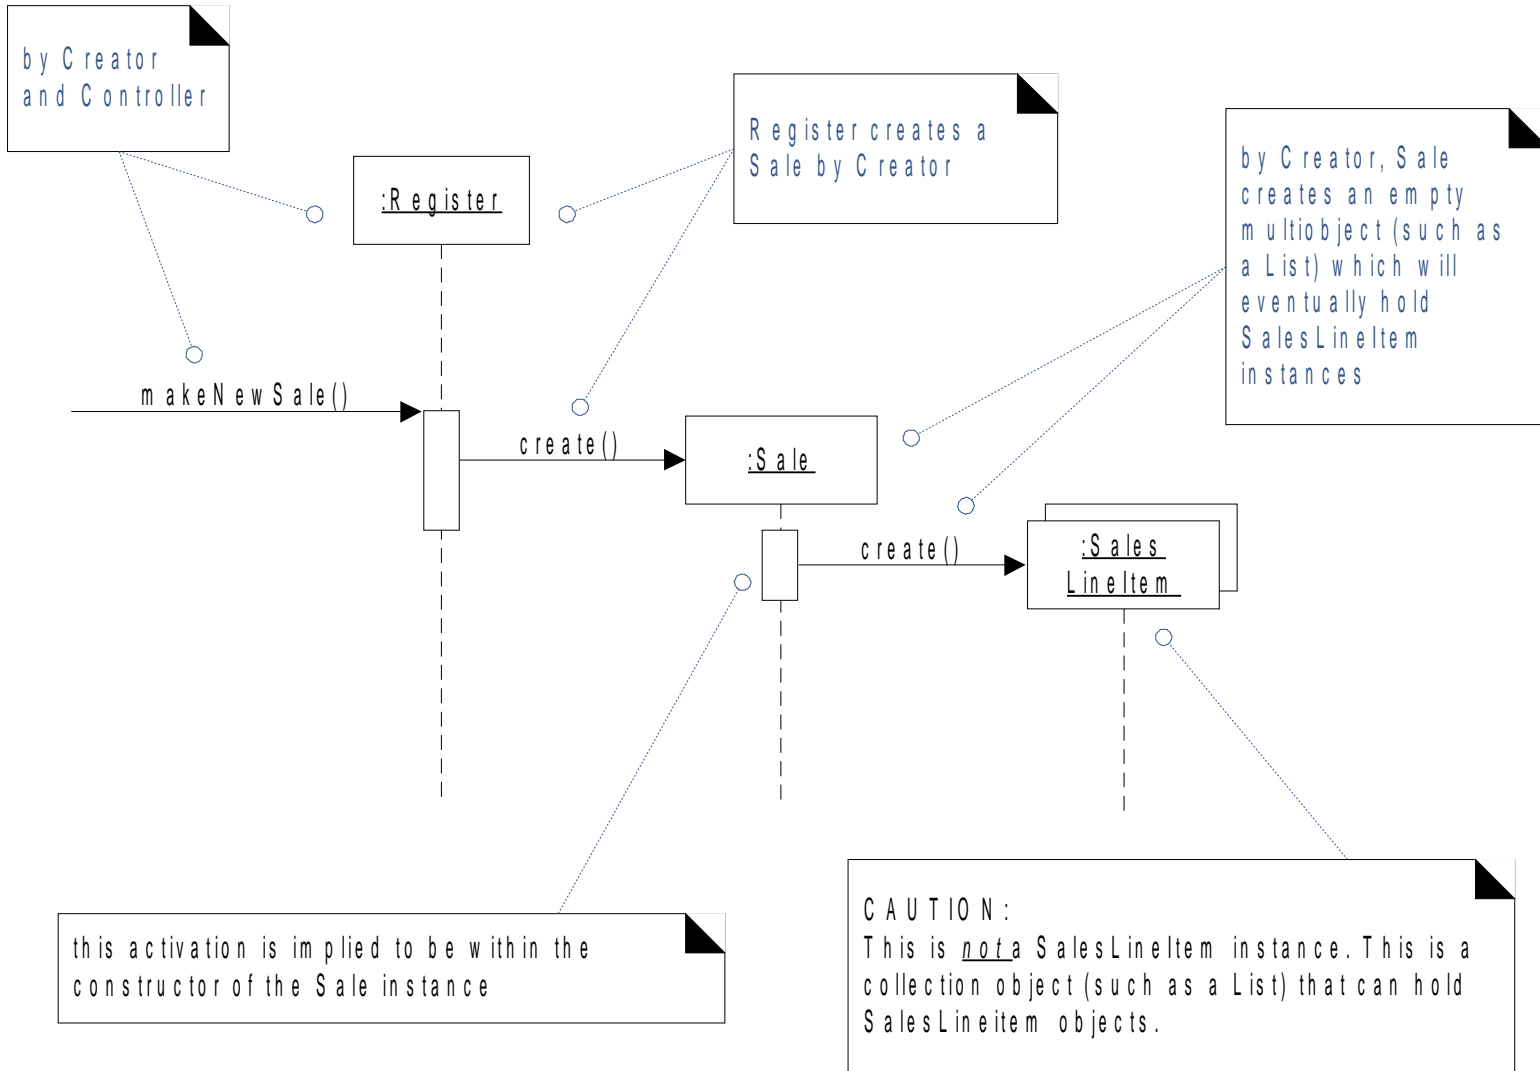 by Creator
and Controller
Register creates a
Sale by Creator
by Creator, Sale
creates an empty
multiobject (such as
a List) which will
eventually hold
SalesLineItem
instances
:Register
makeNewSale()
create()
:Sale
create()
:Sales
LineItem
this activation is implied to be within the
constructor of the Sale instance
CAUTION:
This is not a SalesLineItem instance. This is a
collection object (such as a List) that can hold
SalesLineitem objects.